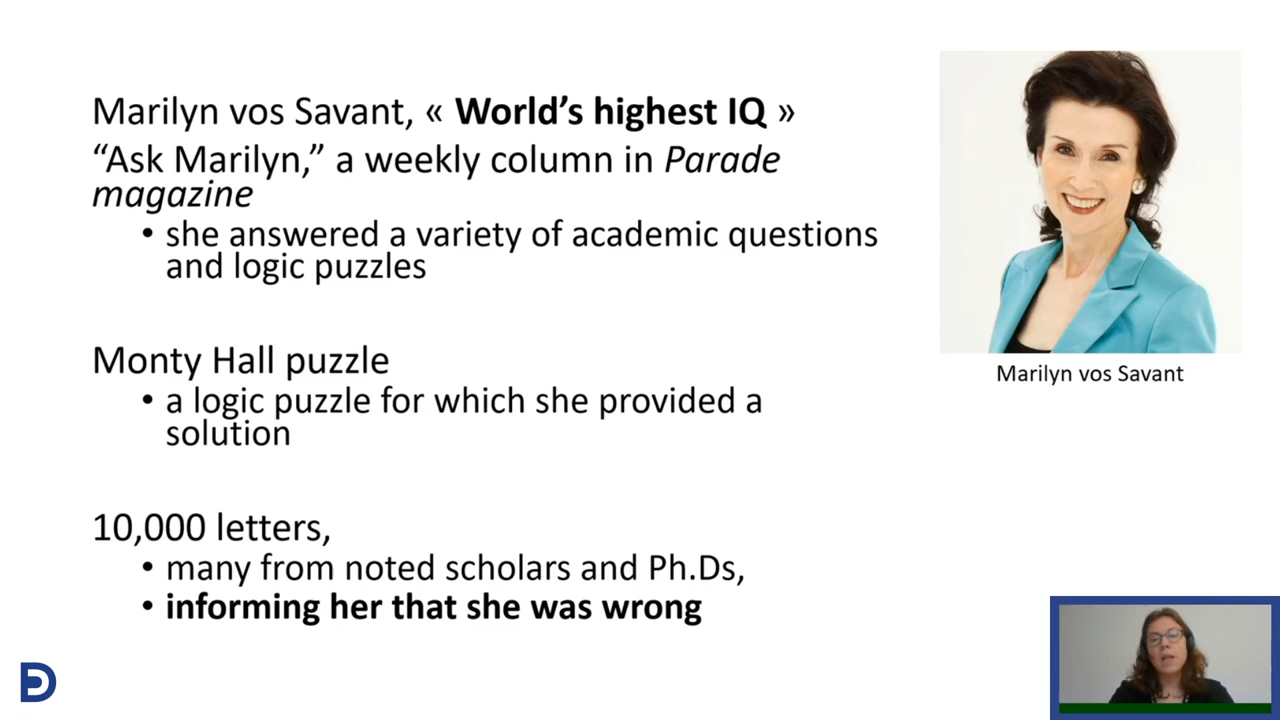 Marilyn vos Savant, « World's highest IQ »
“Ask Marilyn,” a weekly column in Parade
magazine
• she answered a variety of academic questions
and logic puzzles
Monty Hall puzzle
• a logic puzzle for which she provided a
solution
10,000 letters,
• many from noted scholars and Ph.Ds,
• informing her that she was wrong
Marilyn vos Savant
D